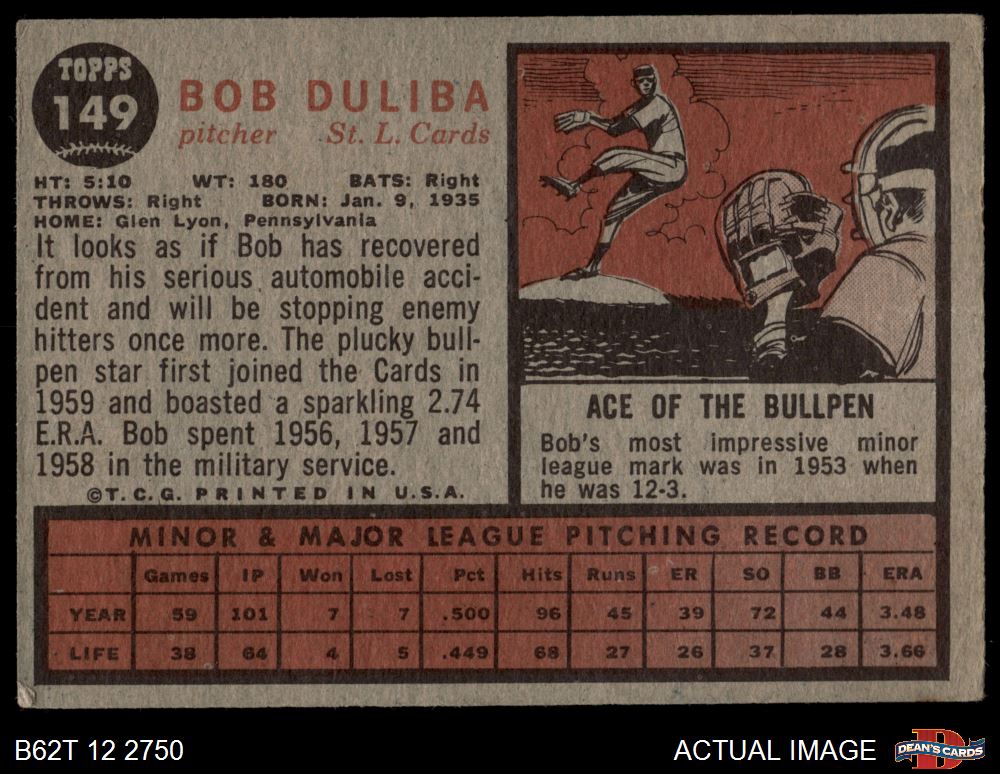 TOPPS
149
BOB DULIBA
pitcher St. L. Cards
HT: 5:10 WT: 180 BATS: Right
THROWS: Right BORN: Jan. 9, 1935
HOME: Glen Lyon, Pennsylvania
It looks as if Bob has recovered
from his serious automobile acci-
dent and will be stopping enemy
hitters once more. The plucky bull-
pen star first joined the Cards in
1959 and boasted a sparkling 2.74
E.R.A. Bob spent 1956, 1957 and
1958 in the military service.
©T.C.G. PRINTED IN U.S.A.
ACE OF THE BULLPEN
Bob's most impressive minor
league mark was in 1953 when
he was 12-3.
MINOR & MAJOR LEAGUE PITCHING RECORD
Games IP Won Lost Pct Hits Runs ER SO BB ERA
YEAR 59 101 7 7 .500 96 45 39 72 44 3.48
LIFE 38 64 4 5 .449 68 27 26 37 28 3.66
B62T 12 2750
ACTUAL IMAGE
D
DEAN'S CARDS